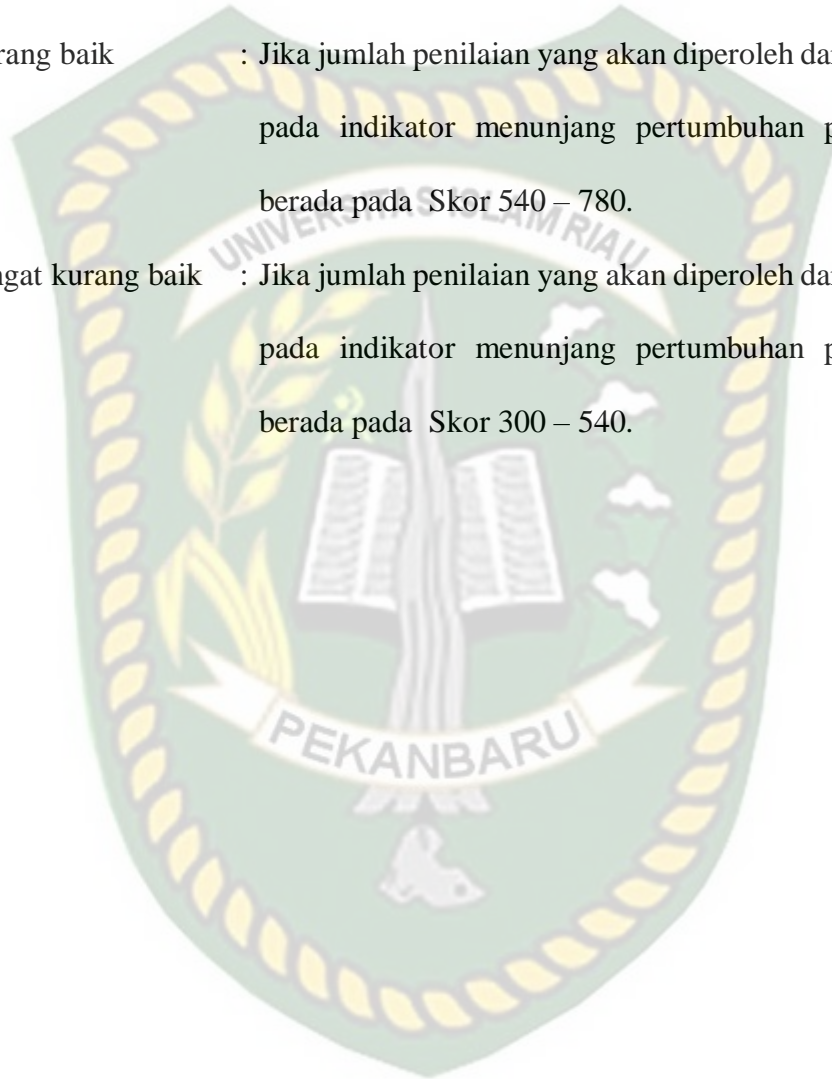 rang baik : Jika jumlah penilaian yang akan diperoleh da
pada indikator menunjang pertumbuhan p
berada pada Skor 540 – 780.
UNIVERSITAS ISLAM RIAU
ngat kurang baik : Jika jumlah penilaian yang akan diperoleh da
pada indikator menunjang pertumbuhan p
berada pada Skor 300 – 540.
PEKANBARU